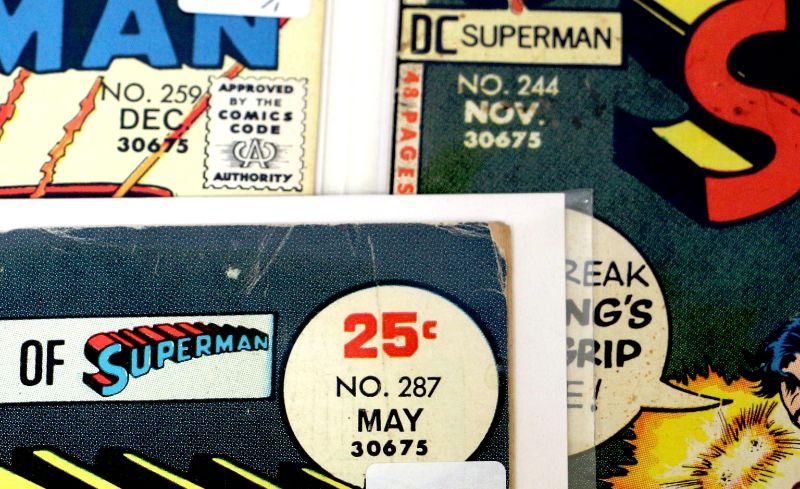 MAN
NO. 259
DEC.
30675
APPROVED
BY THE
COMICS
CODE
CA
AUTHORITY
DC SUPERMAN
48 PAGES
NO. 244
NOV.
30675
S
REAK
NG'S
GRIP
E!
OF SUPERMAN
25¢
NO. 287
MAY
30675